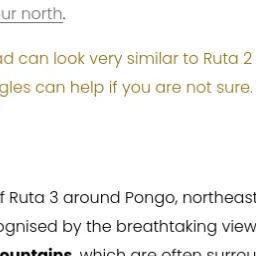 ur north.
d can look very similar to Ruta 2
gles can help if you are not sure.
f Ruta 3 around Pongo, northeast
ognised by the breathtaking view
ountains, which are often surrou